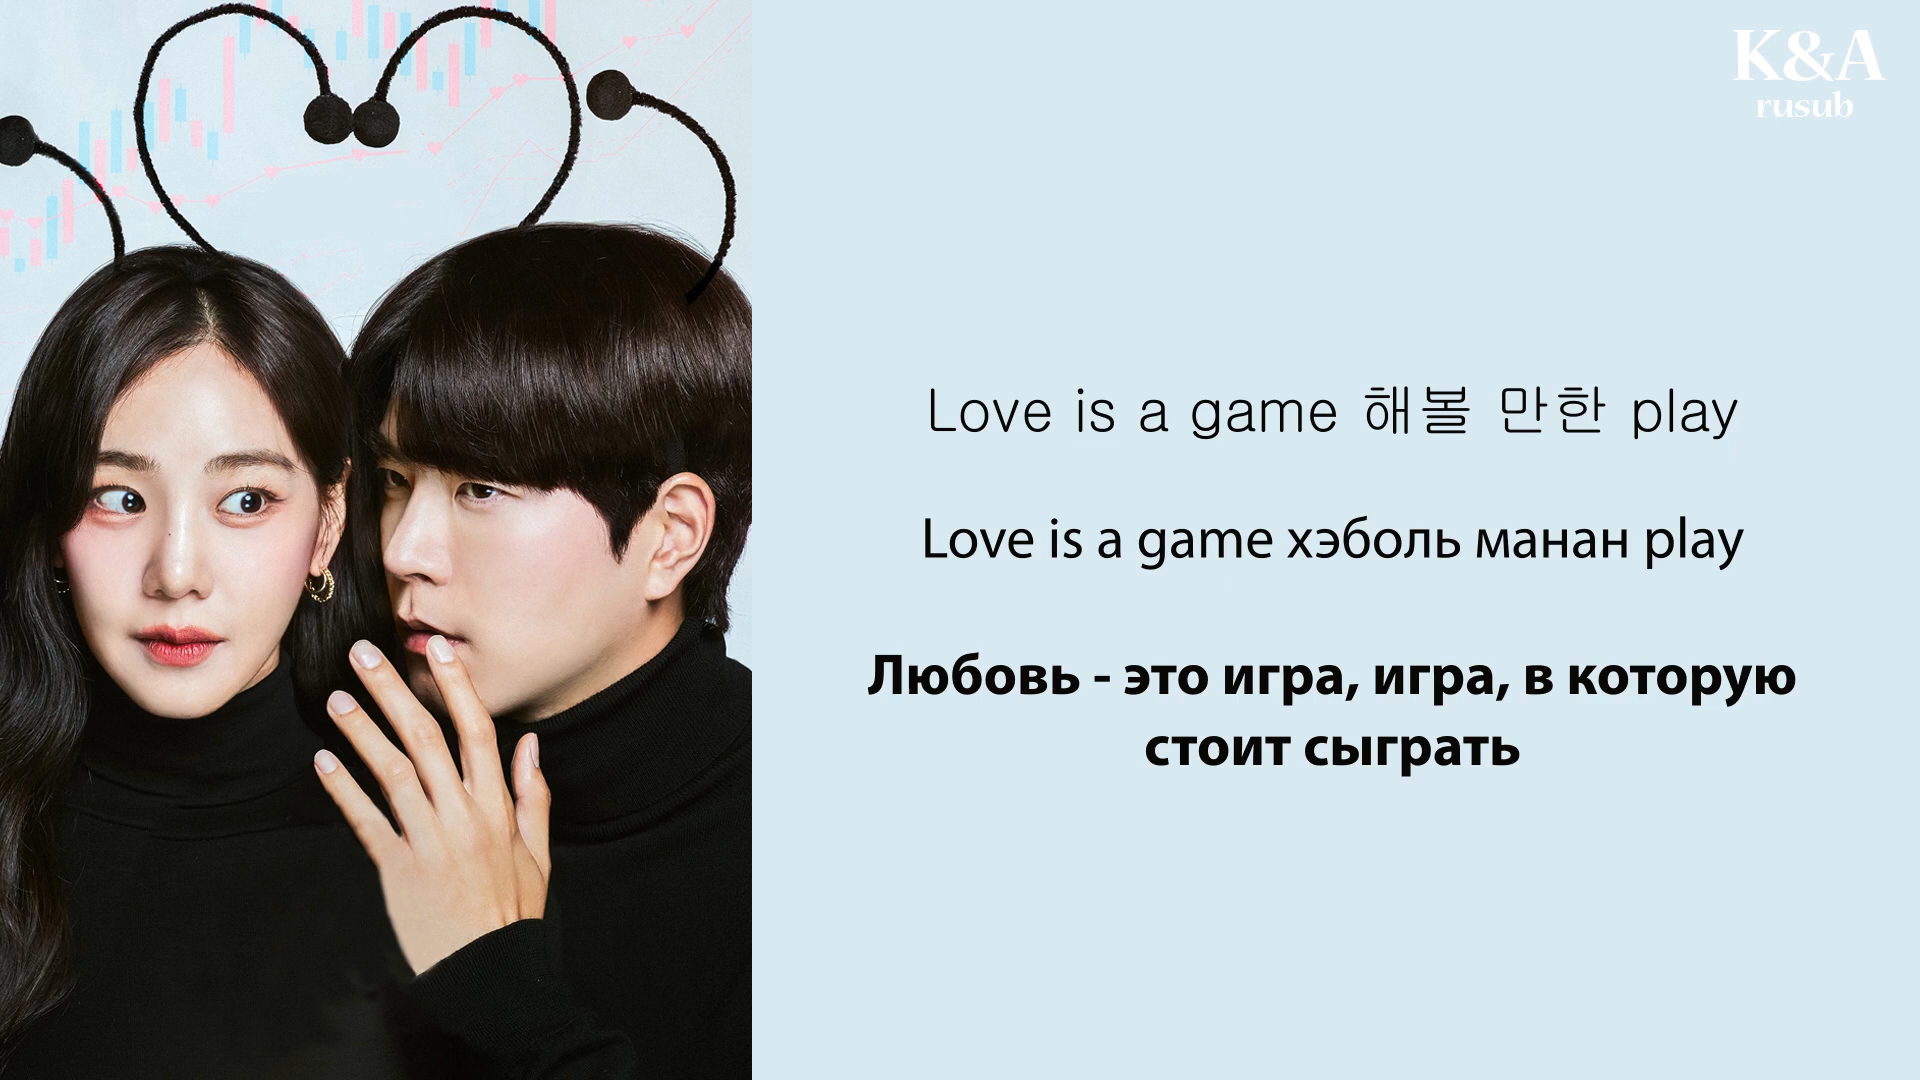 K&A
rusub
Love is a game 해볼 만한 play
Love is a game хэболь манан play
Любовь - это игра, игра, в которую
стоит сыграть